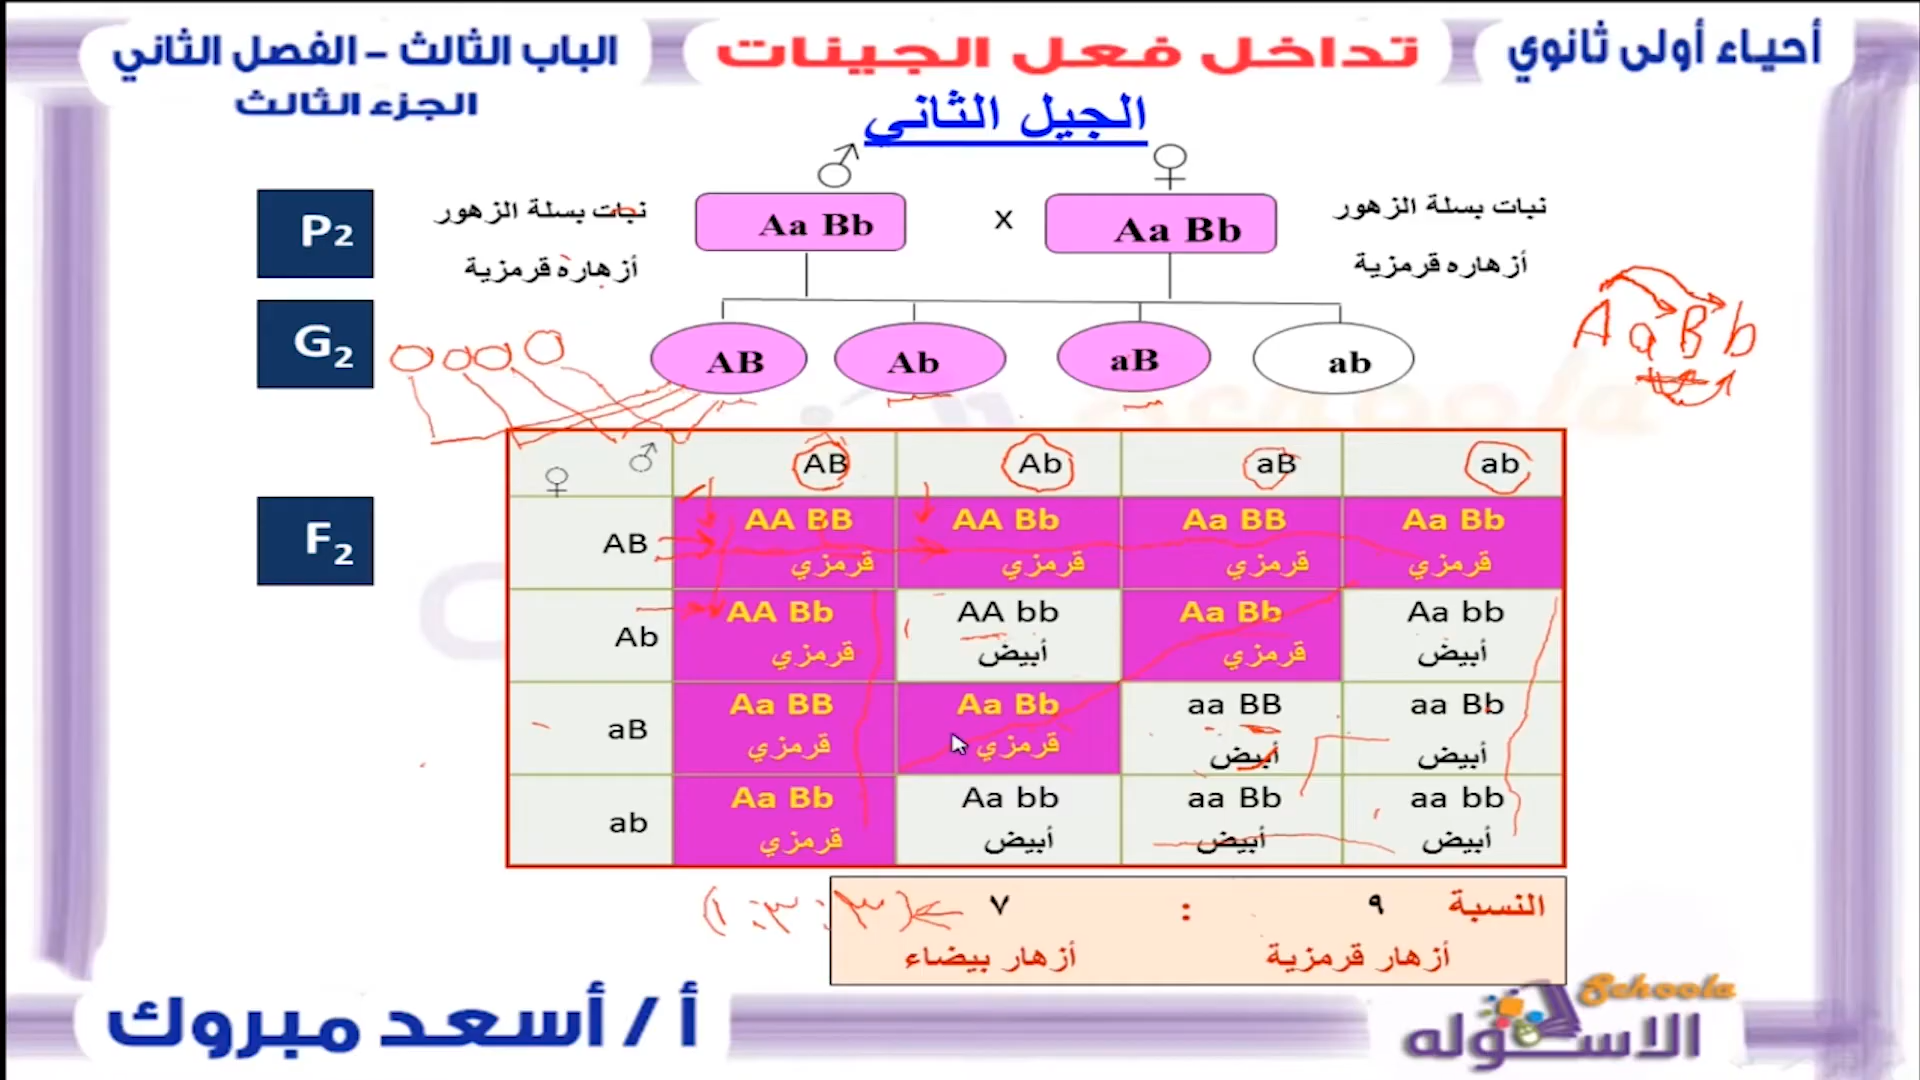 أحياء أولى ثانوي
تداخل فعل الجينات
الباب الثالث – الفصل الثاني
الجزء الثالث
الجيل الثاني
♂ ♀
P2
نبات بسلة الزهور
أزهاره قرمزية
Aa Bb x Aa Bb
نبات بسلة الزهور
أزهاره قرمزية
A a B b
G2
AB Ab aB ab
♀ ♂ AB Ab aB ab
F2
AB AA BB AA Bb Aa BB Aa Bb
قرمزي قرمزي قرمزي قرمزي
Ab AA Bb AA bb Aa Bb Aa bb
قرمزي أبيض قرمزي أبيض
aB Aa BB Aa Bb aa BB aa Bb
قرمزي قرمزي أبيض أبيض
ab Aa Bb Aa bb aa Bb aa bb
قرمزي أبيض أبيض أبيض
النسبة ٩ : ٧
(٣ : ٣ : ١)
أزهار قرمزية أزهار بيضاء
أ / أسعد مبروك
Schoola
الاسكوله